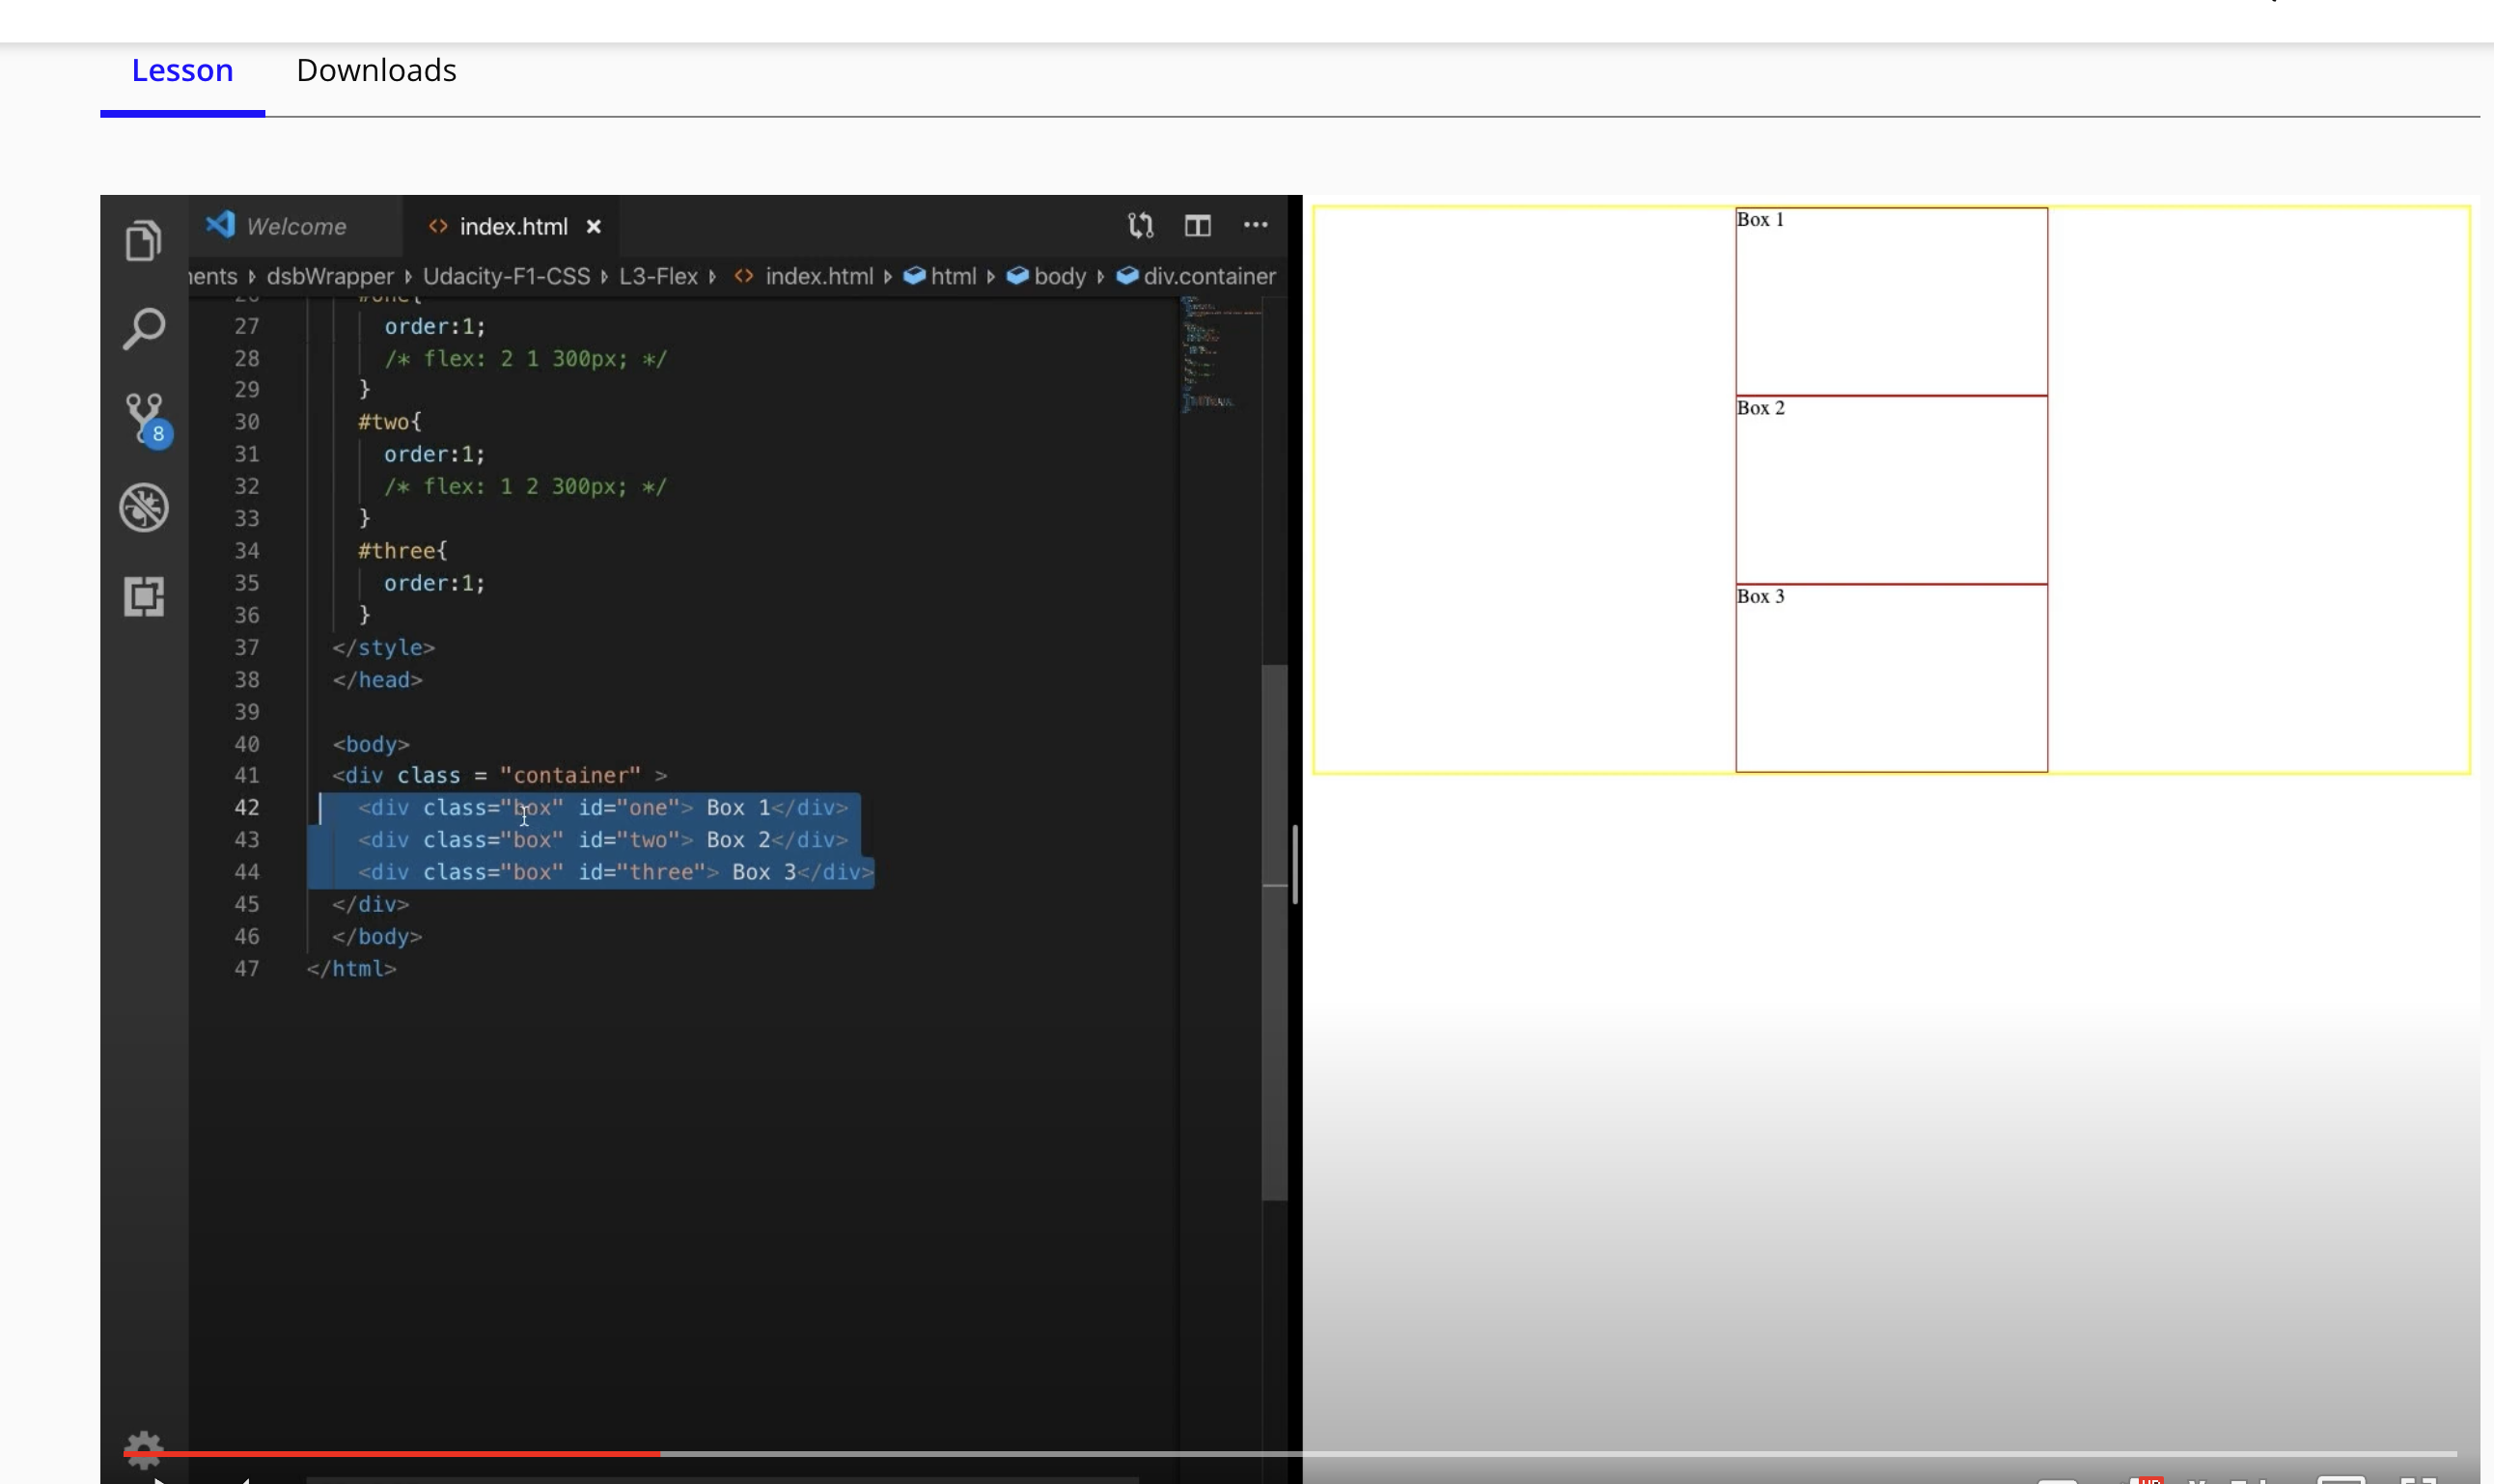 Lesson Downloads
Welcome index.html
dsbWrapper Udacity-F1-CSS L3-Flex index.html html body div.container
27 order:1;
28 /* flex: 2 1 300px; */
29 }
30 #two{
31 order:1;
32 /* flex: 1 2 300px; */
33 }
34 #three{
35 order:1;
36 }
37 </style>
38 </head>
39
40 <body>
41 <div class = "container" >
42 <div class="box" id="one"> Box 1</div>
43 <div class="box" id="two"> Box 2</div>
44 <div class="box" id="three"> Box 3</div>
45 </div>
46 </body>
47 </html>
8
Box 1
Box 2
Box 3